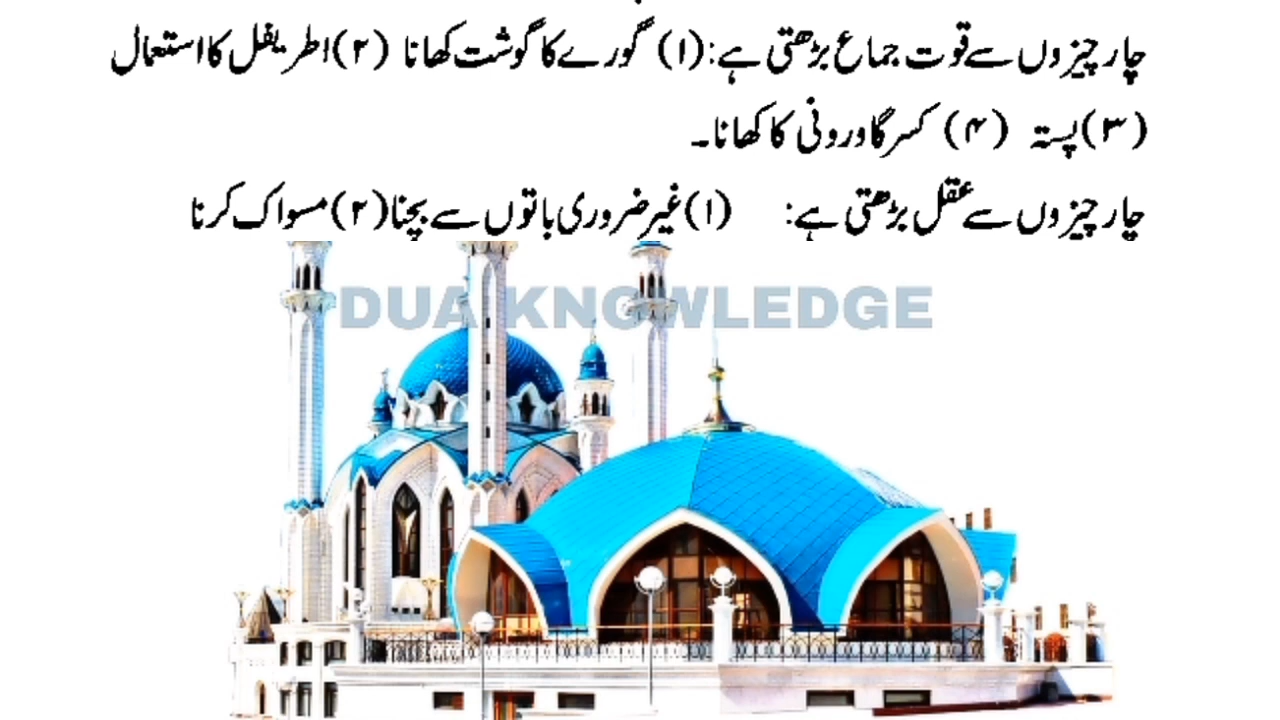 چار چیزوں سے قوت جماع بڑھتی ہے: (۱) گورے کا گوشت کھانا (۲) اطریفل کا استعمال
(۳) پستہ (۴) کسر گاورونی کا کھانا۔
چار چیزوں سے عقل بڑھتی ہے: (۱) غیر ضروری باتوں سے بچنا (۲) مسواک کرنا
DUA KNOWLEDGE